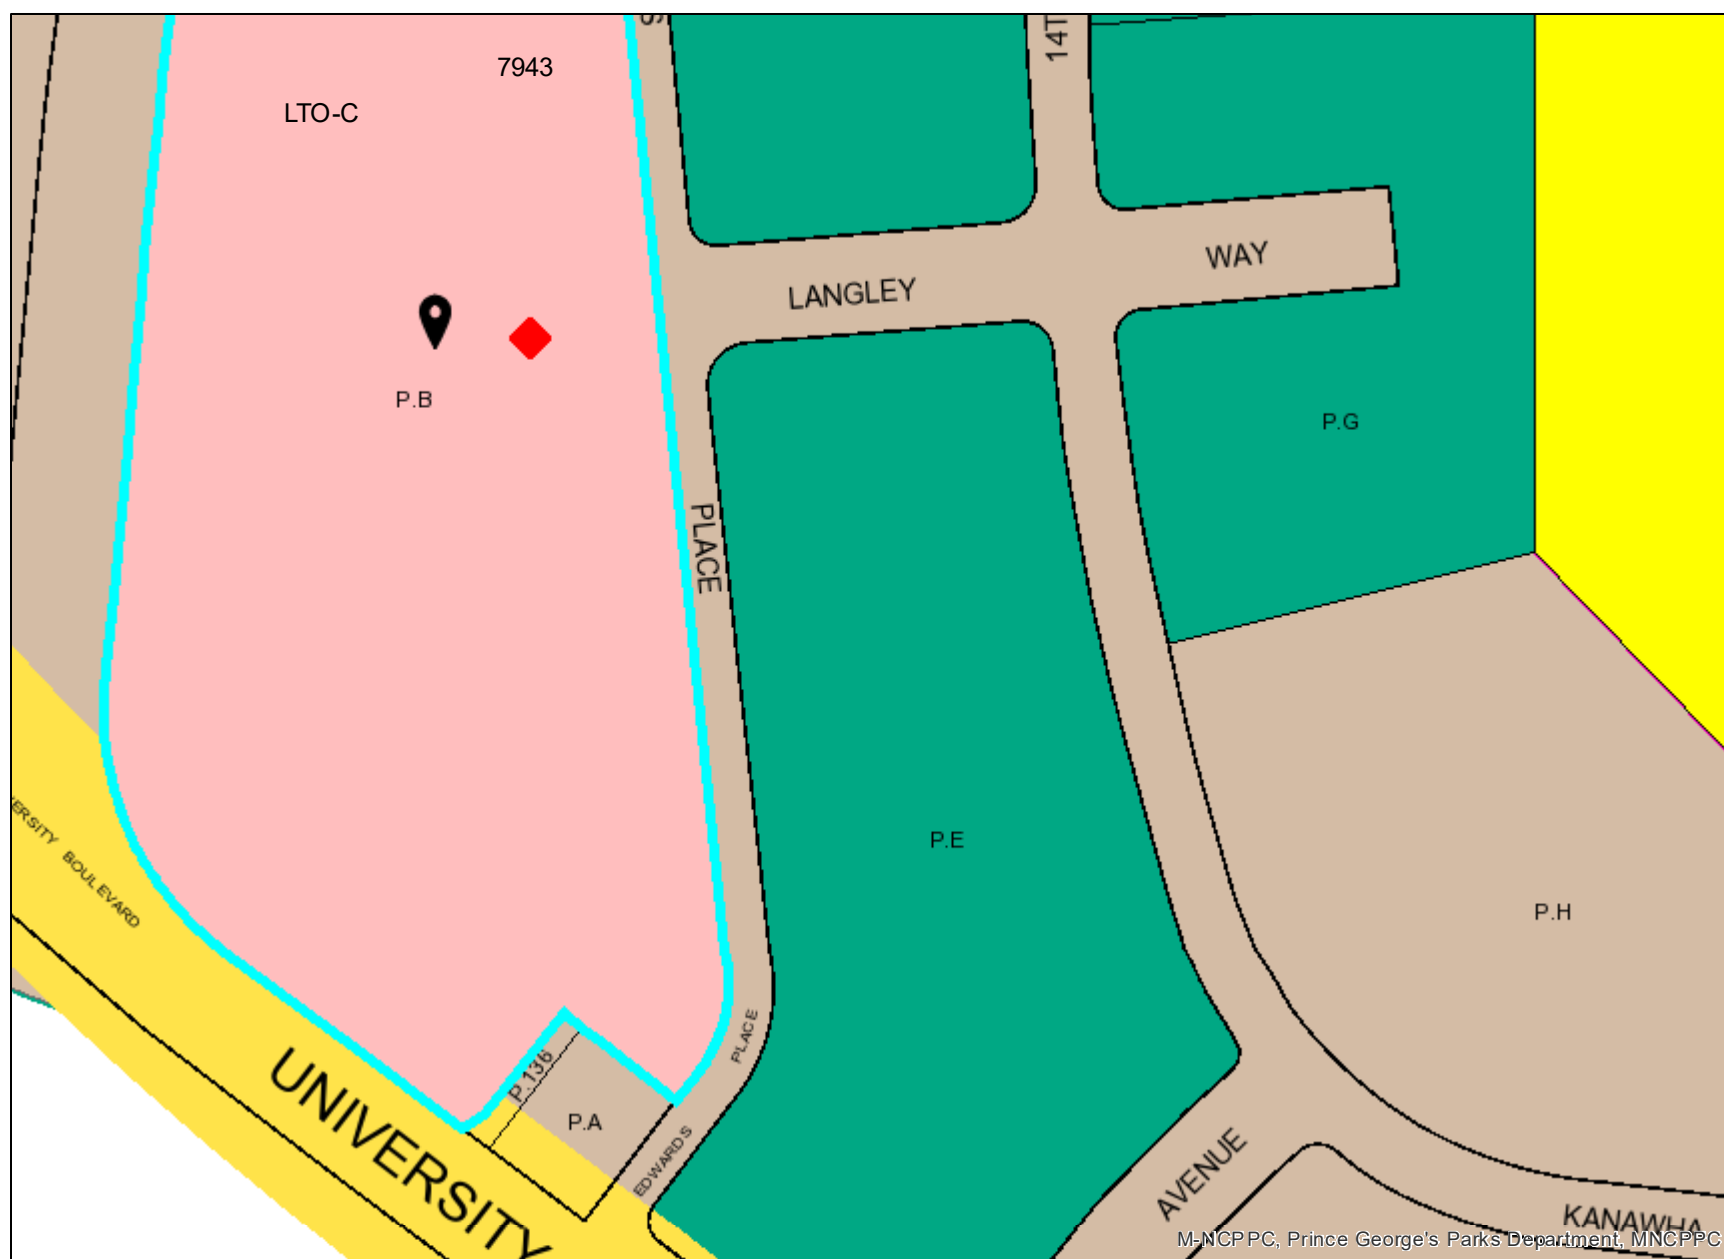 S
14T
7943
LTO-C
WAY
LANGLEY
P.B
P.G
PLACE
P.E
ERSITY BOULEVARD
P.H
PLACE
P.136
P.A
UNIVERSITY
EDWARDS
AVENUE
KANAWHA
M-NCPPC, Prince George's Parks Department, MNCPPC